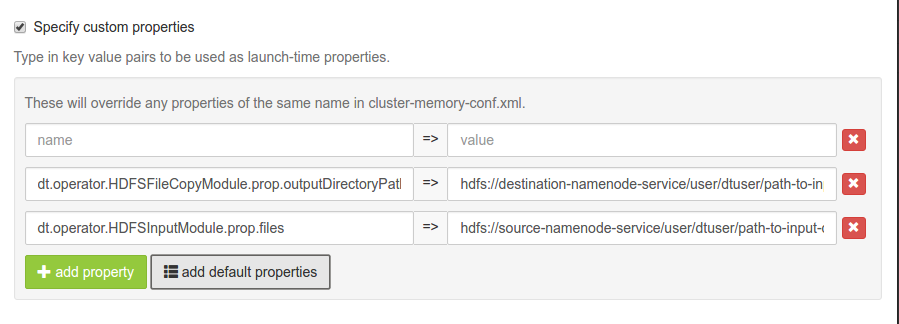 Specify custom properties
Type in key value pairs to be used as launch-time properties.
These will override any properties of the same name in cluster-memory-conf.xml.
name => value
dt.operator.HDFSFileCopyModule.prop.outputDirectoryPat => hdfs://destination-namenode-service/user/dtuser/path-to-in
dt.operator.HDFSInputModule.prop.files => hdfs://source-namenode-service/user/dtuser/path-to-input-
add property add default properties